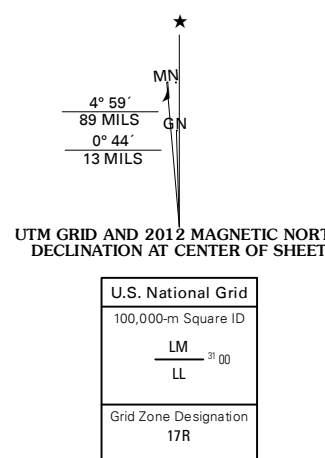 ★
MN
4° 59´
89 MILS
GN
0° 44´
13 MILS
UTM GRID AND 2012 MAGNETIC NORT
DECLINATION AT CENTER OF SHEET
U.S. National Grid
100,000-m Square ID
LM
31 00
LL
Grid Zone Designation
17R